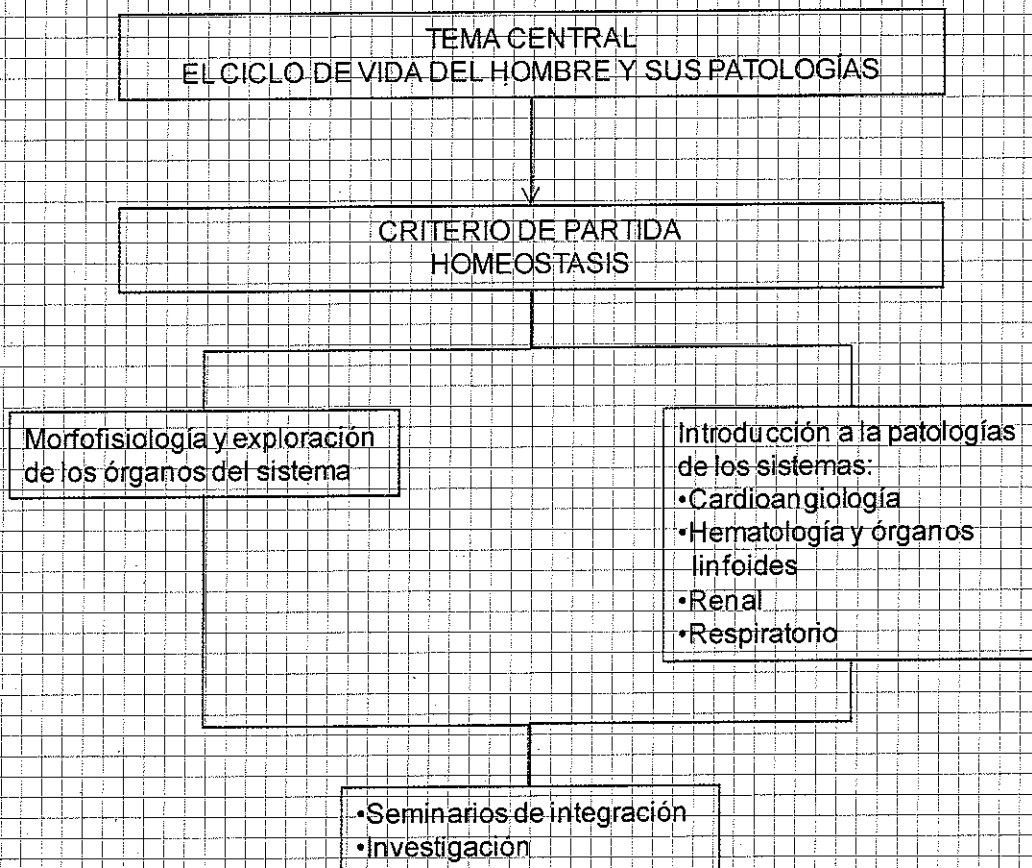 TEMA CENTRAL
EL CICLO DE VIDA DEL HOMBRE Y SUS PATOLOGÍAS
CRITERIO DE PARTIDA
HOMEOSTASIS
Morfofisiología y exploración
de los órganos del sistema
Introducción a la patologías
de los sistemas:
•Cardioangiología
•Hematología y órganos
linfoides
•Renal
•Respiratorio
•Seminarios de integración
•Investigación